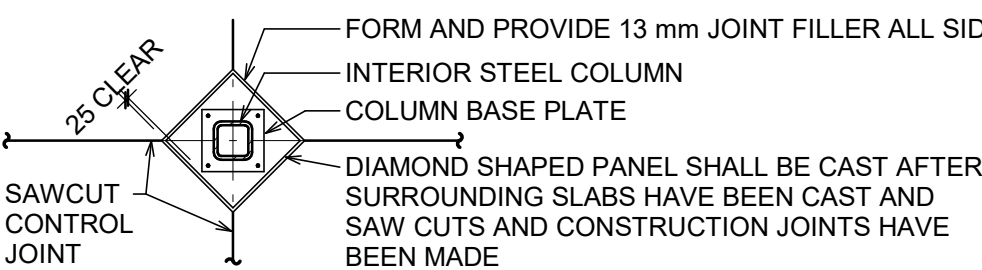 FORM AND PROVIDE 13 mm JOINT FILLER ALL SID
INTERIOR STEEL COLUMN
25 CLEAR
COLUMN BASE PLATE
DIAMOND SHAPED PANEL SHALL BE CAST AFTER
SURROUNDING SLABS HAVE BEEN CAST AND
SAW CUTS AND CONSTRUCTION JOINTS HAVE
BEEN MADE
SAWCUT
CONTROL
JOINT